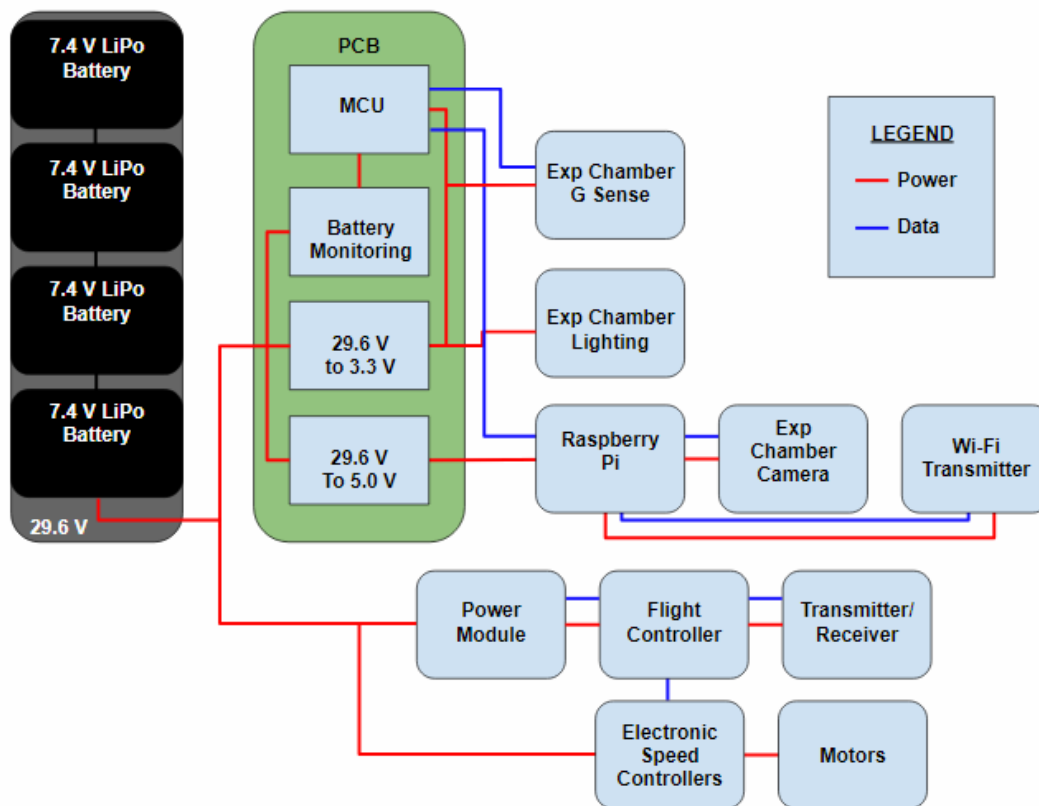 7.4 V LiPo
Battery
7.4 V LiPo
Battery
7.4 V LiPo
Battery
7.4 V LiPo
Battery
29.6 V
PCB
MCU
Battery
Monitoring
29.6 V
to 3.3 V
29.6 V
To 5.0 V
Exp Chamber
G Sense
Exp Chamber
Lighting
Raspberry
Pi
Exp
Chamber
Camera
Wi-Fi
Transmitter
LEGEND
Power
Data
Power
Module
Flight
Controller
Transmitter/
Receiver
Electronic
Speed
Controllers
Motors